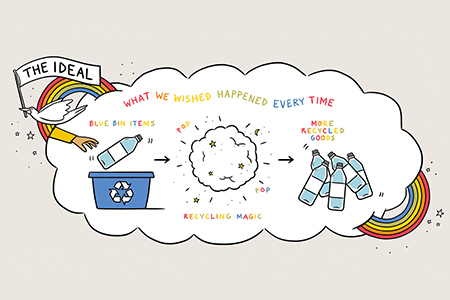 THE IDEAL
WHAT WE WISHED HAPPENED EVERY TIME
BLUE BIN ITEMS
POP
MORE
RECYCLED
GOODS
POP
RECYCLING MAGIC